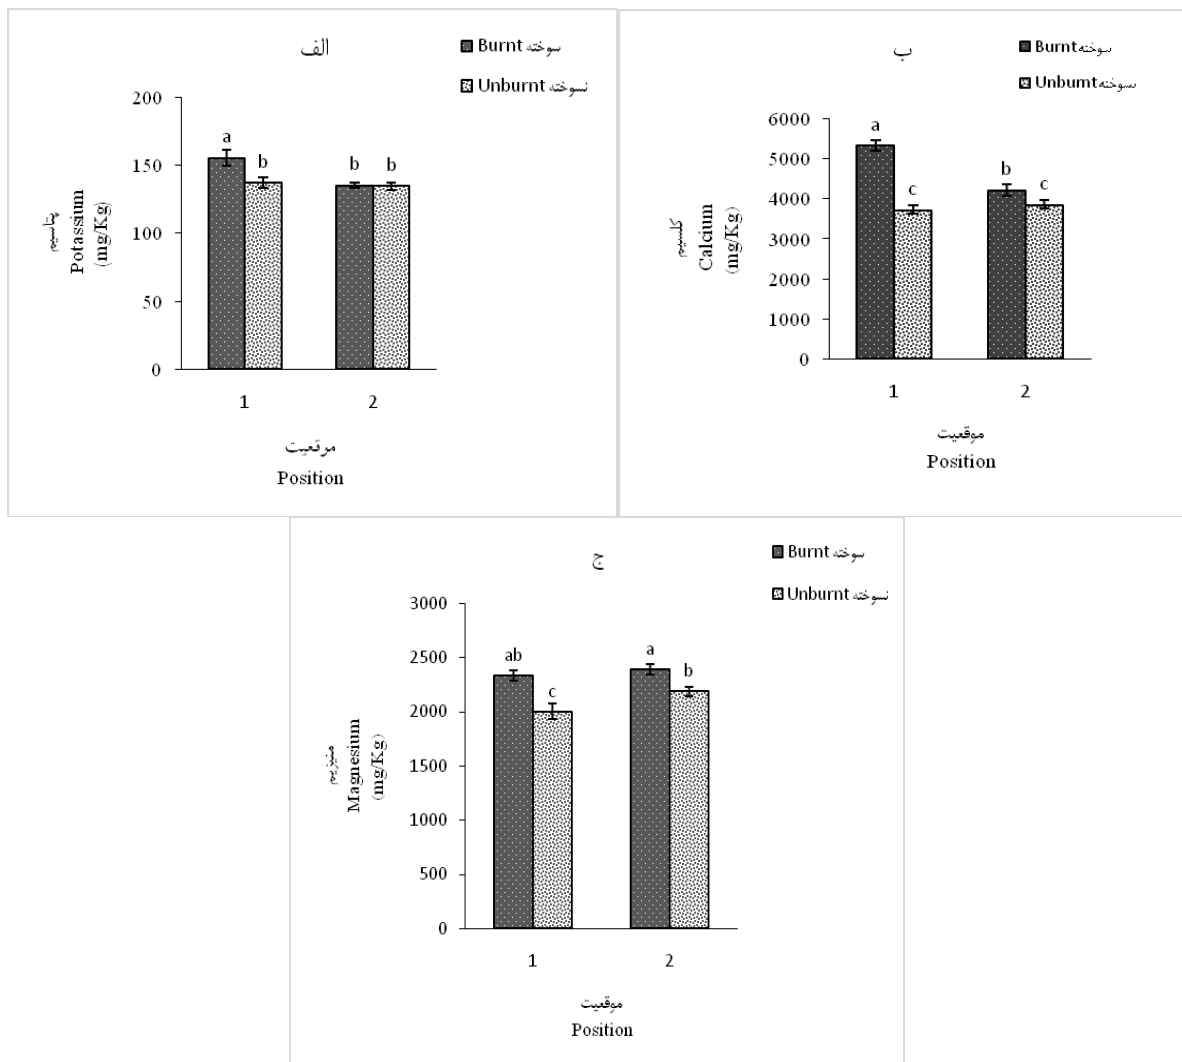 الف
سوخته Burnt
نسوخته Unburnt
200
150
100
50
0
a
b
b
b
پتاسیم
Potassium
(mg/Kg)
1
2
موقعیت
Position
ب
سوخته Burnt
نسوخته Unburnt
6000
5000
4000
3000
2000
1000
0
a
c
b
c
کلسیم
Calcium
(mg/Kg)
1
2
موقعیت
Position
ج
سوخته Burnt
نسوخته Unburnt
3000
2500
2000
1500
1000
500
0
ab
c
a
b
منیزیم
Magnesium
(mg/Kg)
1
2
موقعیت
Position